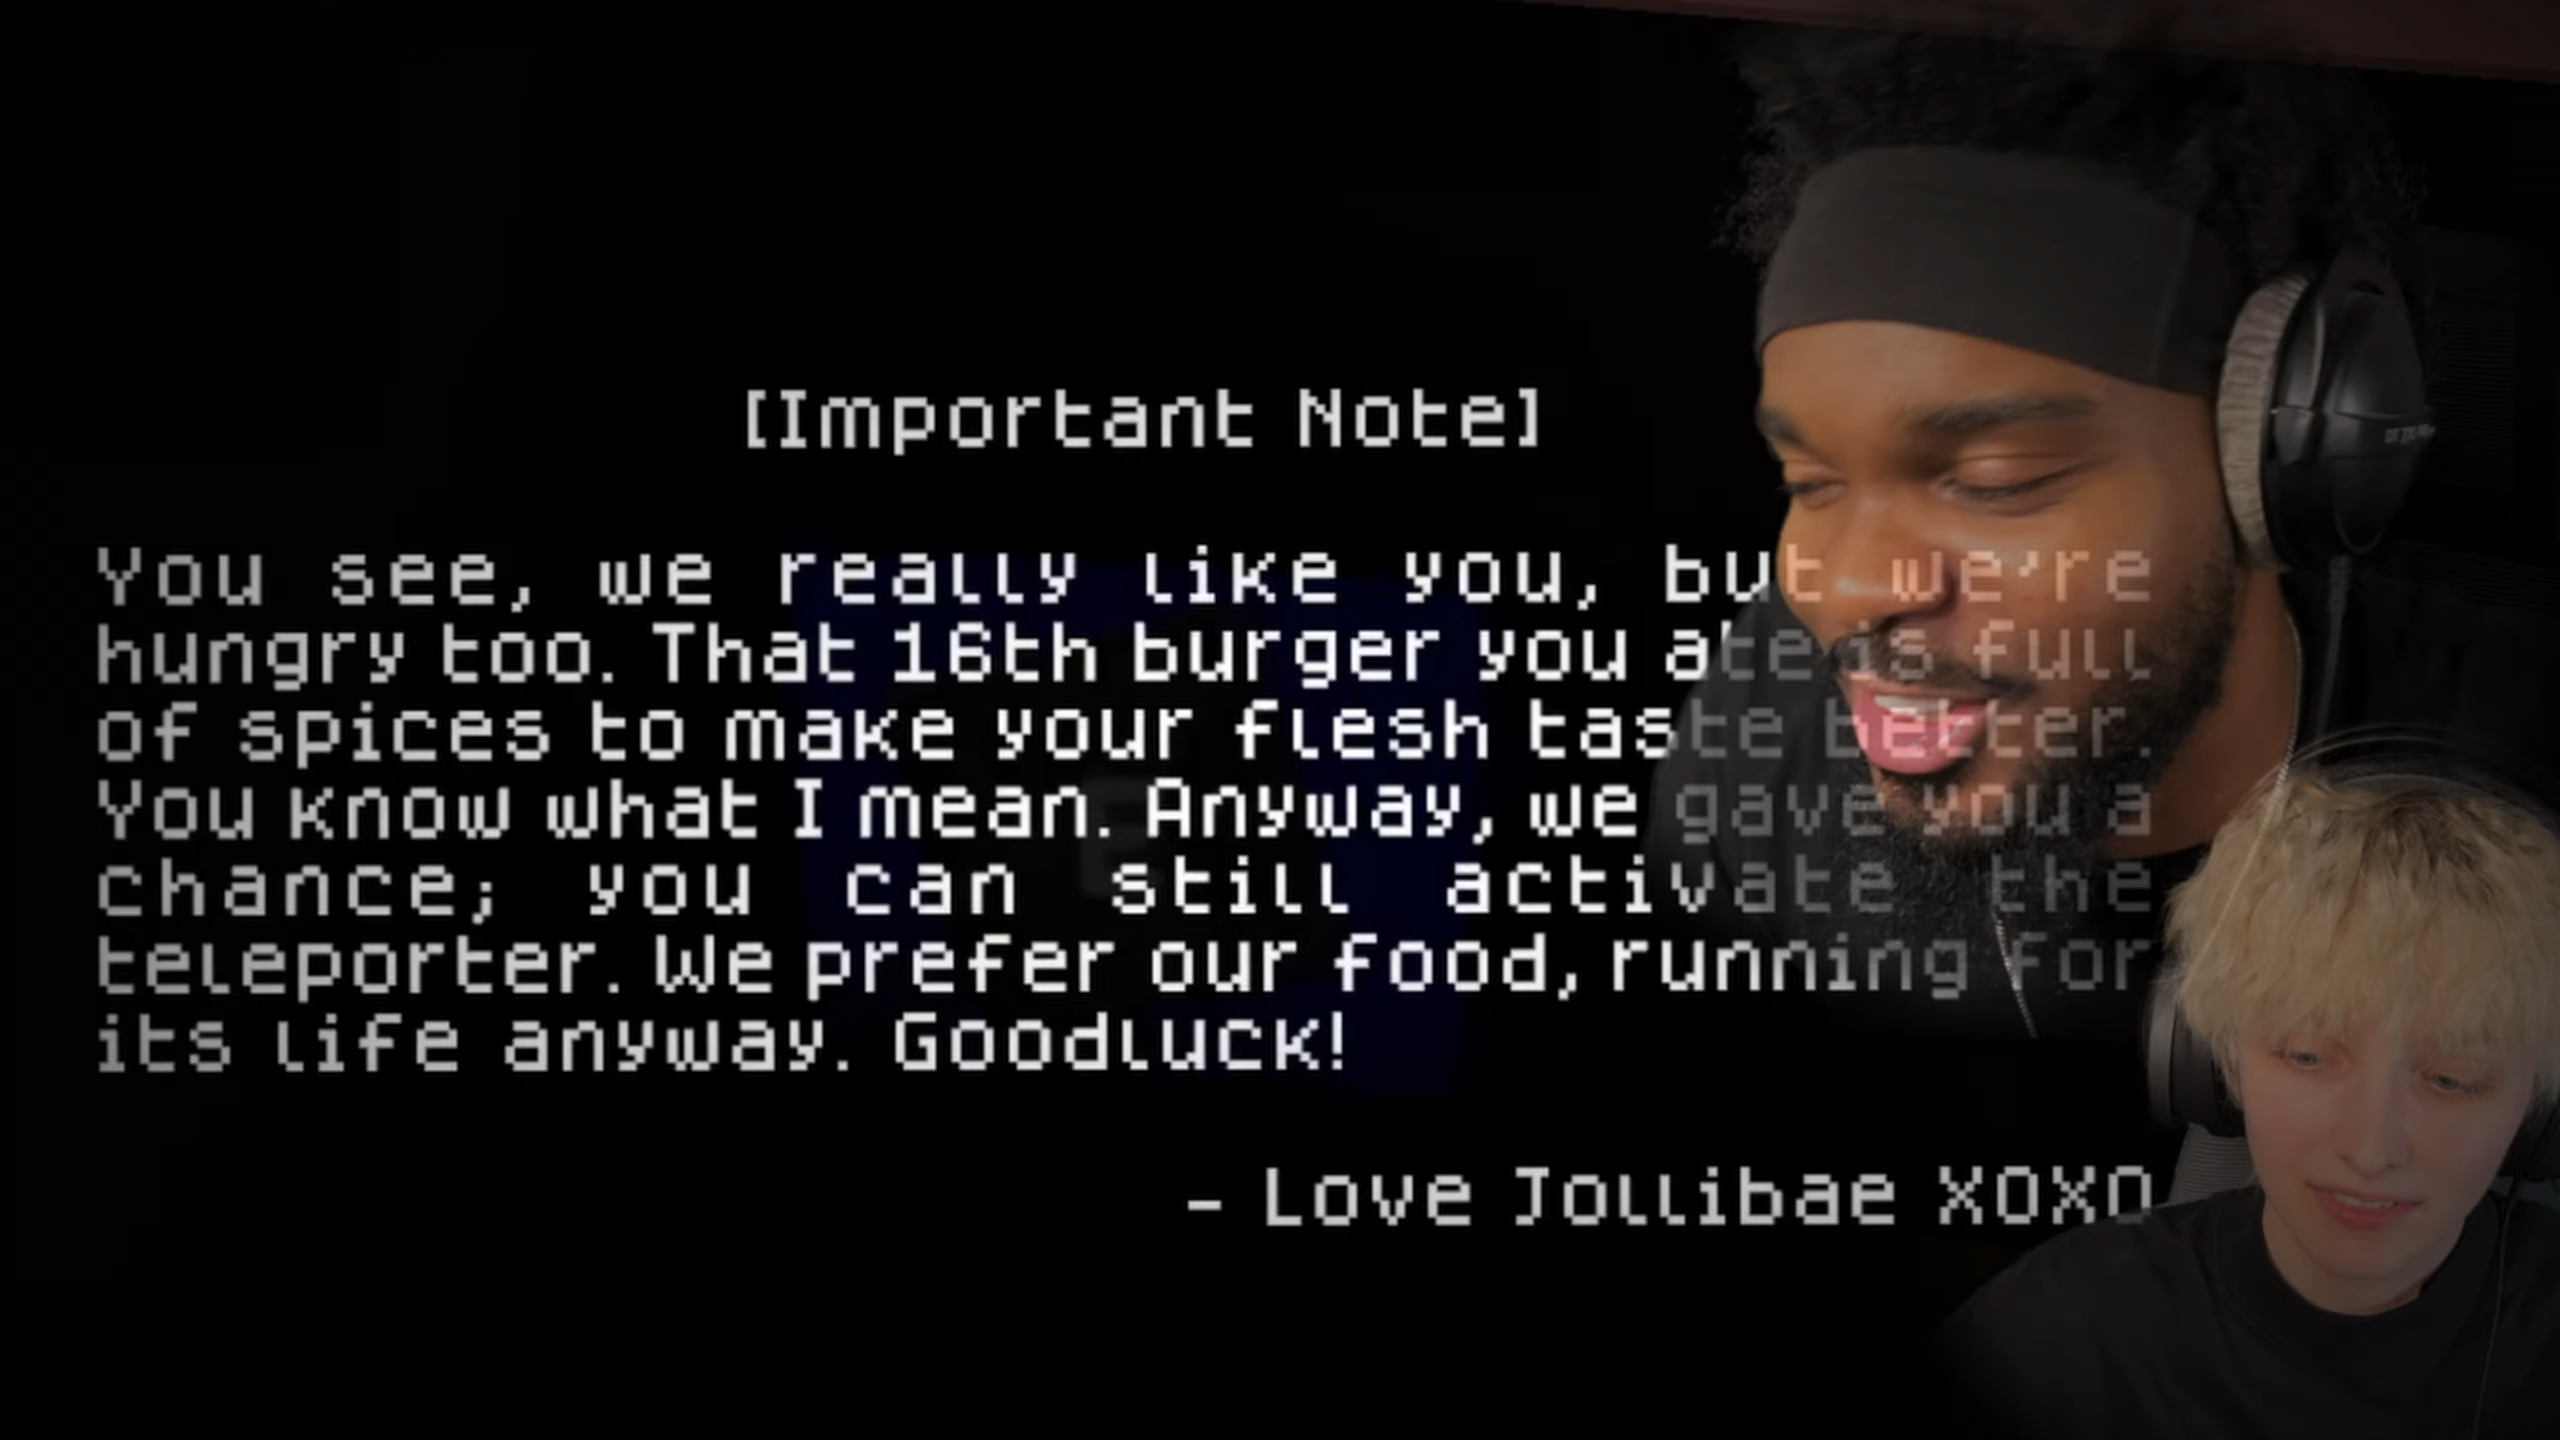 [Important Note]
You see, we really like you, but we're
hungry too. That 16th burger you ate is full
of spices to make your flesh taste better.
You know what I mean. Anyway, we gave you a
chance; you can still activate the
teleporter. We prefer our food, running for
its life anyway. Goodluck!
- Love Jollibae XOXO